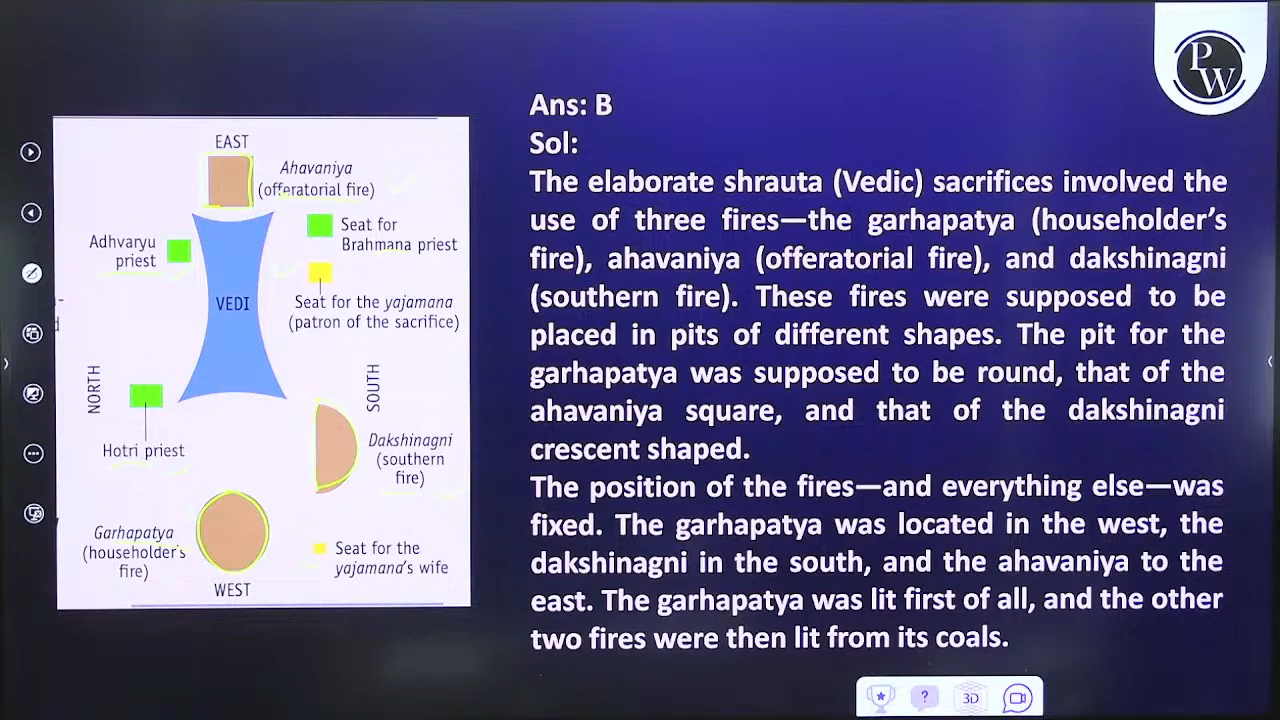 EAST
Ahavaniya
(offeratorial fire)
Seat for
Brahmana priest
Adhvaryu
priest
VEDI
Seat for the yajamana
(patron of the sacrifice)
NORTH
SOUTH
Hotri priest
Dakshinagni
(southern
fire)
Garhapatya
(householder's
fire)
Seat for the
yajamana's wife
WEST
PW
Ans: B
Sol:
The elaborate shrauta (Vedic) sacrifices involved the
use of three fires—the garhapatya (householder's
fire), ahavaniya (offeratorial fire), and dakshinagni
(southern fire). These fires were supposed to be
placed in pits of different shapes. The pit for the
garhapatya was supposed to be round, that of the
ahavaniya square, and that of the dakshinagni
crescent shaped.
The position of the fires—and everything else—was
fixed. The garhapatya was located in the west, the
dakshinagni in the south, and the ahavaniya to the
east. The garhapatya was lit first of all, and the other
two fires were then lit from its coals.
?
3D